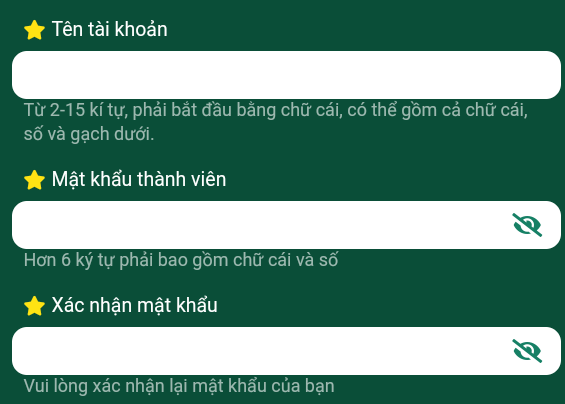 Tên tài khoản
Từ 2-15 kí tự, phải bắt đầu bằng chữ cái, có thể gồm cả chữ cái,
số và gạch dưới.
Mật khẩu thành viên
Hơn 6 ký tự phải bao gồm chữ cái và số
Xác nhận mật khẩu
Vui lòng xác nhận lại mật khẩu của bạn